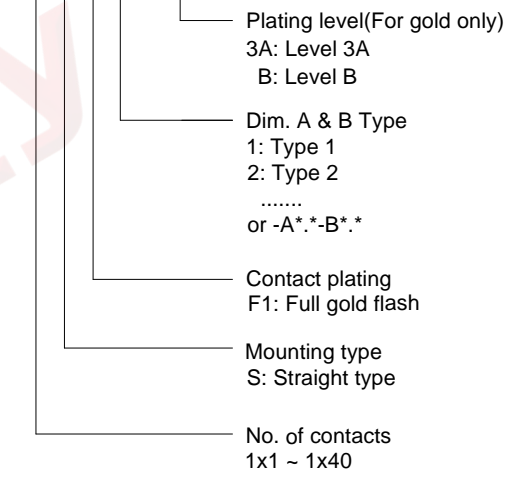 Plating level(For gold only)
3A: Level 3A
B: Level B
Dim. A & B Type
1: Type 1
2: Type 2
.......
or -A*.*-B*.*
Contact plating
F1: Full gold flash
Mounting type
S: Straight type
No. of contacts
1x1 ~ 1x40